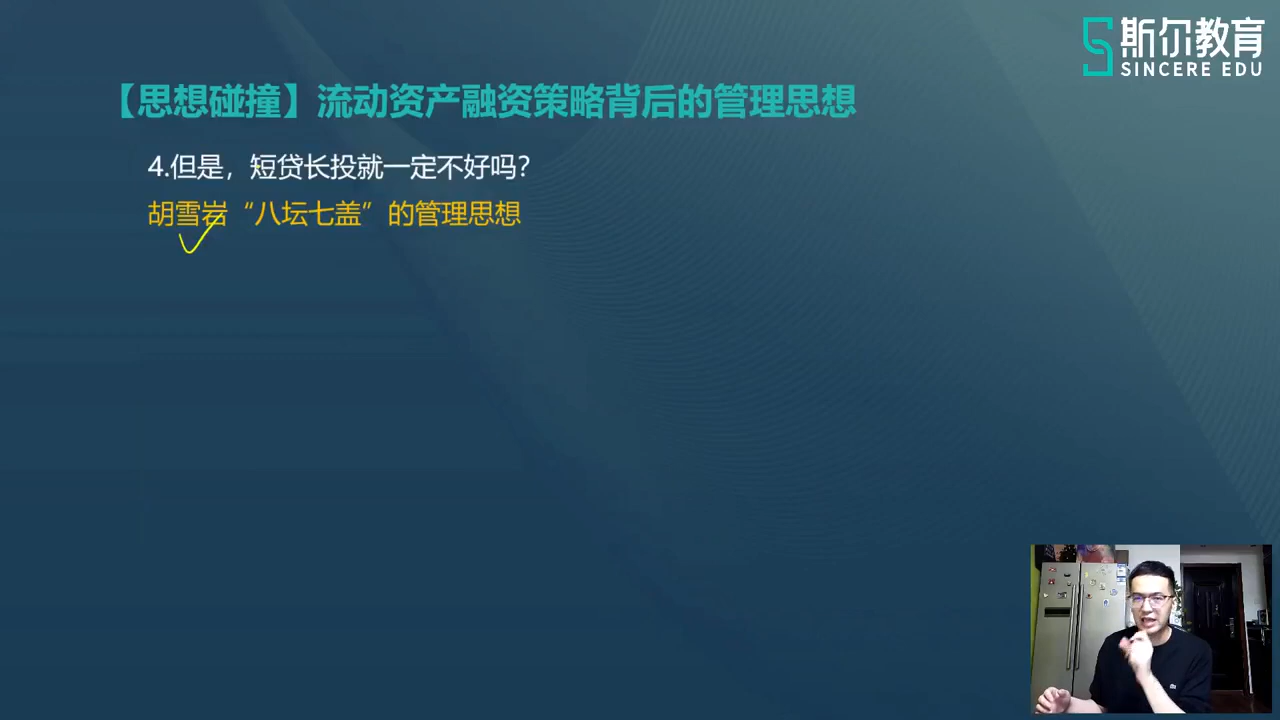 斯尔教育
SINCERE EDU
【思想碰撞】流动资产融资策略背后的管理思想
4.但是，短贷长投就一定不好吗？
胡雪岩“八坛七盖”的管理思想